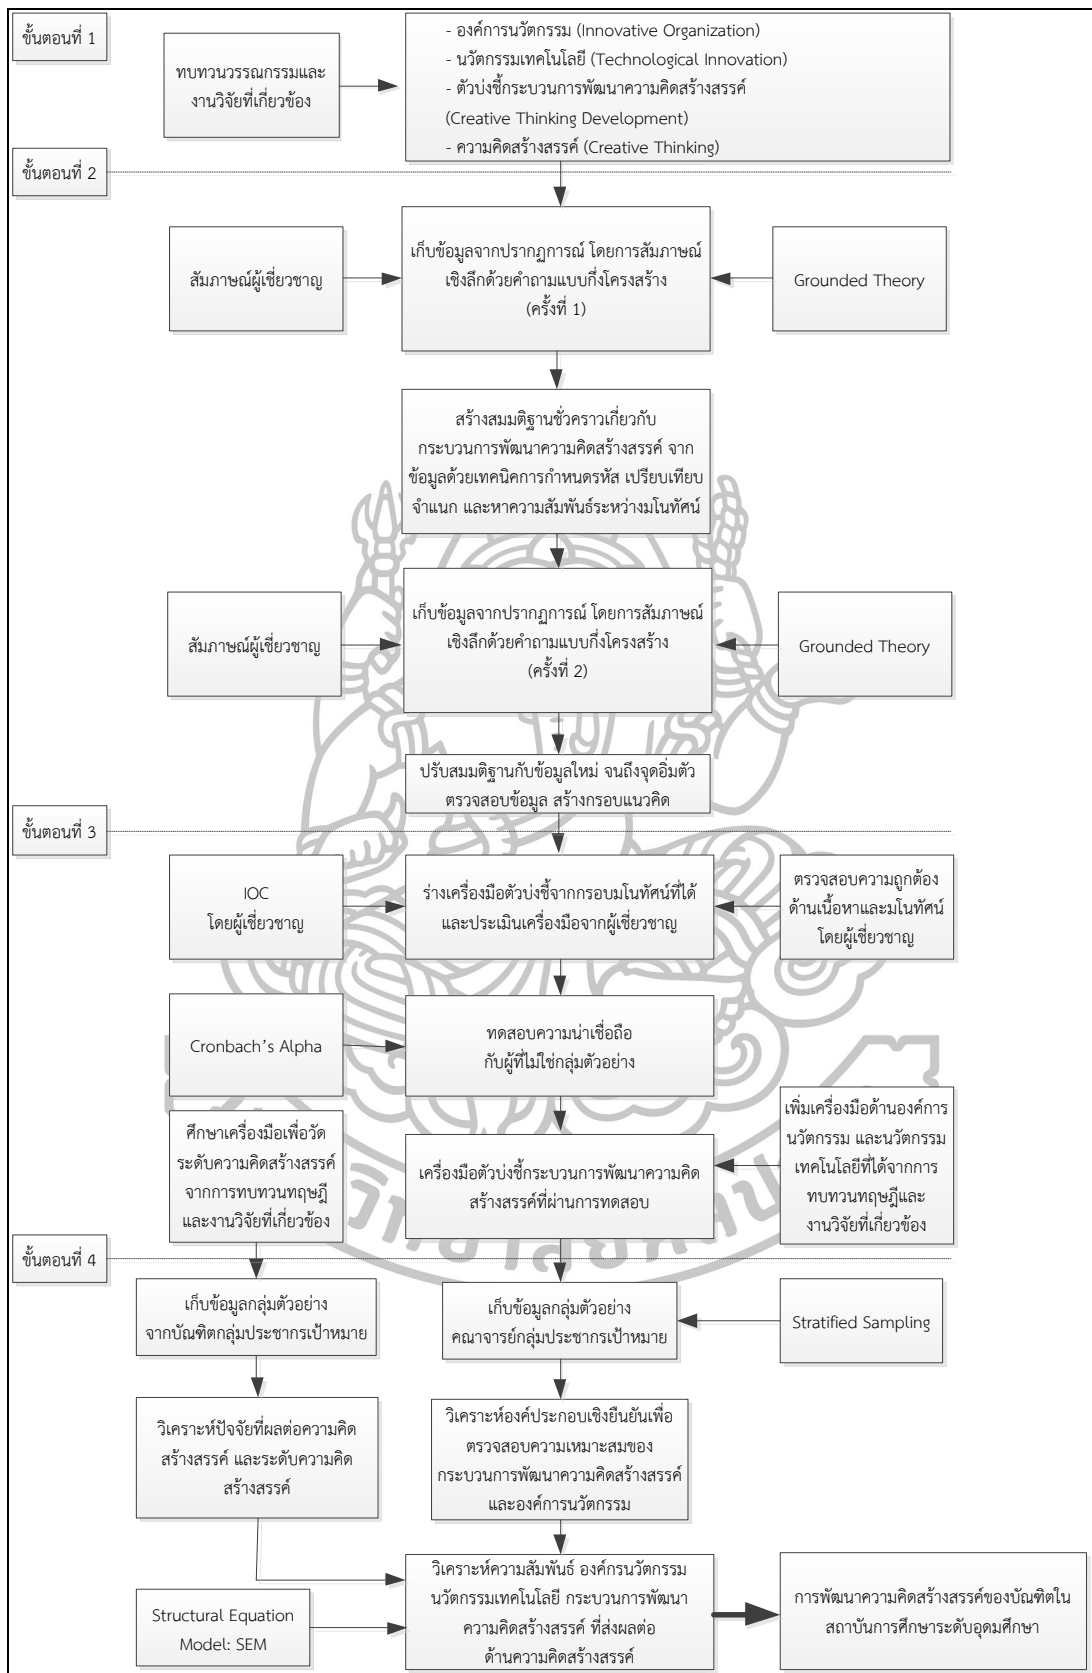 ขั้นตอนที่ 1
ทบทวนวรรณกรรมและ
งานวิจัยที่เกี่ยวข้อง
- องค์การนวัตกรรม (Innovative Organization)
- นวัตกรรมเทคโนโลยี (Technological Innovation)
- ตัวบ่งชี้กระบวนการพัฒนาความคิดสร้างสรรค์
(Creative Thinking Development)
- ความคิดสร้างสรรค์ (Creative Thinking)
ขั้นตอนที่ 2
สัมภาษณ์ผู้เชี่ยวชาญ
เก็บข้อมูลจากปรากฏการณ์ โดยการสัมภาษณ์
เชิงลึกด้วยคำถามแบบกึ่งโครงสร้าง
(ครั้งที่ 1)
Grounded Theory
สร้างสมมติฐานชั่วคราวเกี่ยวกับ
กระบวนการพัฒนาความคิดสร้างสรรค์ จาก
ข้อมูลด้วยเทคนิคการกำหนดรหัส เปรียบเทียบ
จำแนก และหาความสัมพันธ์ระหว่างมโนทัศน์
สัมภาษณ์ผู้เชี่ยวชาญ
เก็บข้อมูลจากปรากฏการณ์ โดยการสัมภาษณ์
เชิงลึกด้วยคำถามแบบกึ่งโครงสร้าง
(ครั้งที่ 2)
Grounded Theory
ปรับสมมติฐานกับข้อมูลใหม่ จนถึงจุดอิ่มตัว
ตรวจสอบข้อมูล สร้างกรอบแนวคิด
ขั้นตอนที่ 3
IOC
โดยผู้เชี่ยวชาญ
ร่างเครื่องมือตัวบ่งชี้จากกรอบมโนทัศน์ที่ได้
และประเมินเครื่องมือจากผู้เชี่ยวชาญ
ตรวจสอบความถูกต้อง
ด้านเนื้อหาและมโนทัศน์
โดยผู้เชี่ยวชาญ
Cronbach's Alpha
ทดสอบความน่าเชื่อถือ
กับผู้ที่ไม่ใช่กลุ่มตัวอย่าง
ศึกษาเครื่องมือเพื่อวัด
ระดับความคิดสร้างสรรค์
จากการทบทวนทฤษฎี
และงานวิจัยที่เกี่ยวข้อง
เครื่องมือตัวบ่งชี้กระบวนการพัฒนาความคิด
สร้างสรรค์ที่ผ่านการทดสอบ
เพิ่มเครื่องมือด้านองค์การ
นวัตกรรม และนวัตกรรม
เทคโนโลยีที่ได้จากการ
ทบทวนทฤษฎีและ
งานวิจัยที่เกี่ยวข้อง
ขั้นตอนที่ 4
เก็บข้อมูลกลุ่มตัวอย่าง
จากบัณฑิตกลุ่มประชากรเป้าหมาย
เก็บข้อมูลกลุ่มตัวอย่าง
คณาจารย์กลุ่มประชากรเป้าหมาย
Stratified Sampling
วิเคราะห์ปัจจัยที่ผลต่อความคิด
สร้างสรรค์ และระดับความคิด
สร้างสรรค์
วิเคราะห์องค์ประกอบเชิงยืนยันเพื่อ
ตรวจสอบความเหมาะสมของ
กระบวนการพัฒนาความคิดสร้างสรรค์
และองค์การนวัตกรรม
Structural Equation
Model: SEM
วิเคราะห์ความสัมพันธ์ องค์กรนวัตกรรม
นวัตกรรมเทคโนโลยี กระบวนการพัฒนา
ความคิดสร้างสรรค์ ที่ส่งผลต่อ
ด้านความคิดสร้างสรรค์
การพัฒนาความคิดสร้างสรรค์ของบัณฑิตใน
สถาบันการศึกษาระดับอุดมศึกษา